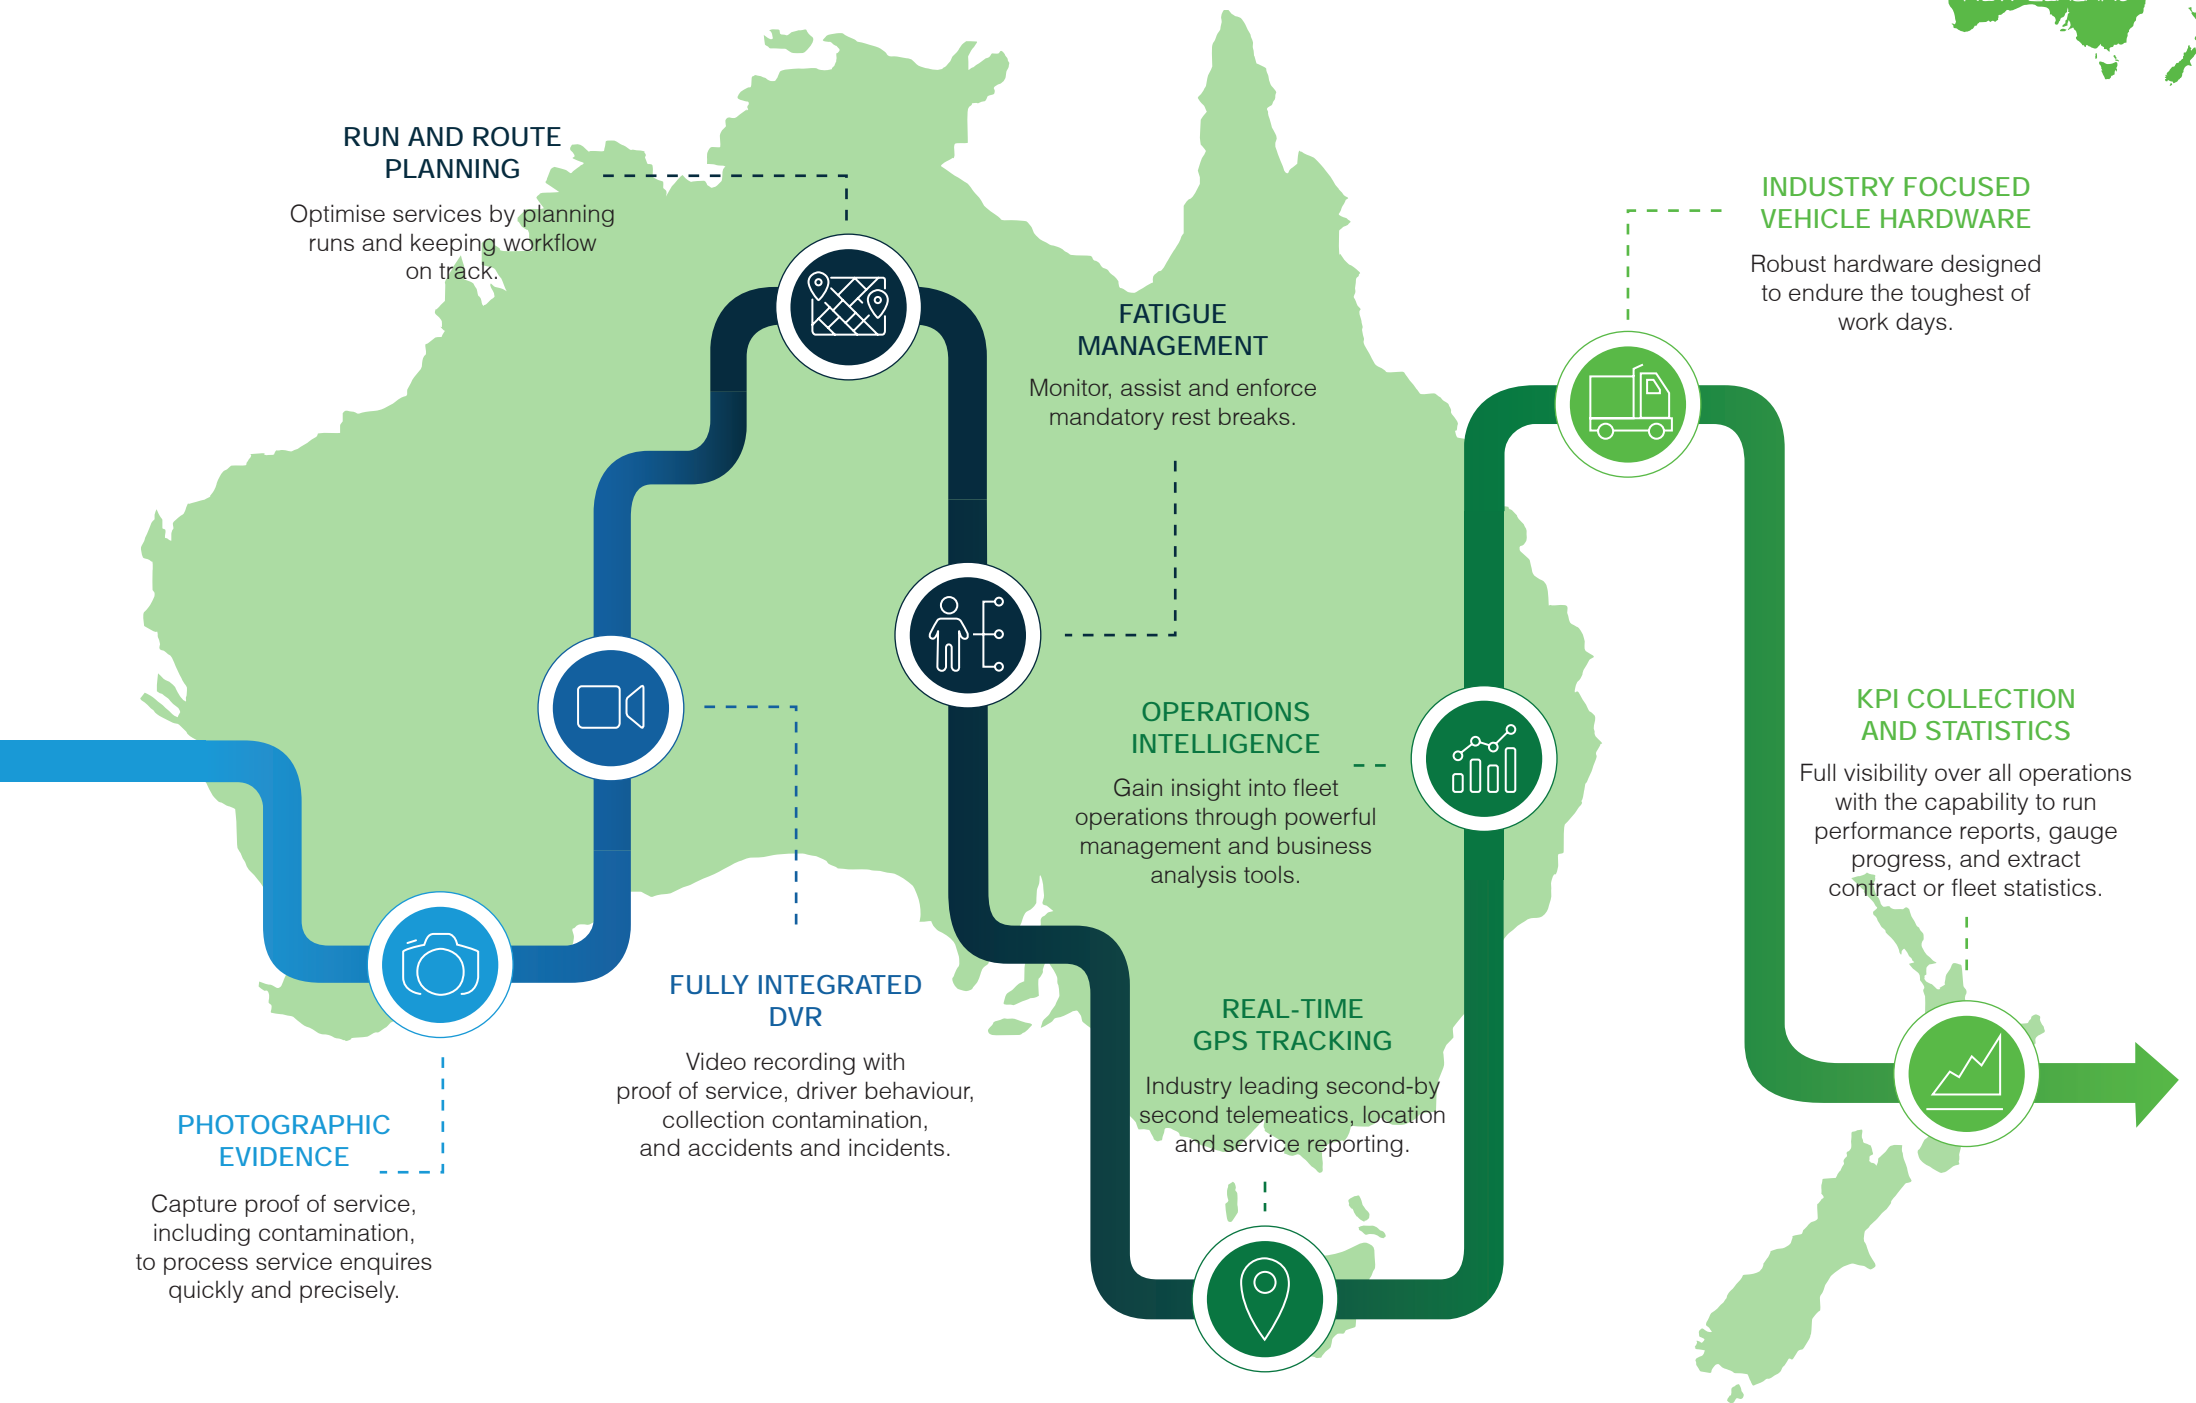 RUN AND ROUTE
PLANNING
Optimise services by planning
runs and keeping workflow
on track.
INDUSTRY FOCUSED
VEHICLE HARDWARE
Robust hardware designed
to endure the toughest of
work days.
FATIGUE
MANAGEMENT
Monitor, assist and enforce
mandatory rest breaks.
OPERATIONS
INTELLIGENCE
Gain insight into fleet
operations through powerful
management and business
analysis tools.
KPI COLLECTION
AND STATISTICS
Full visibility over all operations
with the capability to run
performance reports, gauge
progress, and extract
contract or fleet statistics.
FULLY INTEGRATED
DVR
Video recording with
proof of service, driver behaviour,
collection contamination,
and accidents and incidents.
REAL-TIME
GPS TRACKING
Industry leading second-by
second telemeatics, location
and service reporting.
PHOTOGRAPHIC
EVIDENCE
Capture proof of service,
including contamination,
to process service enquires
quickly and precisely.